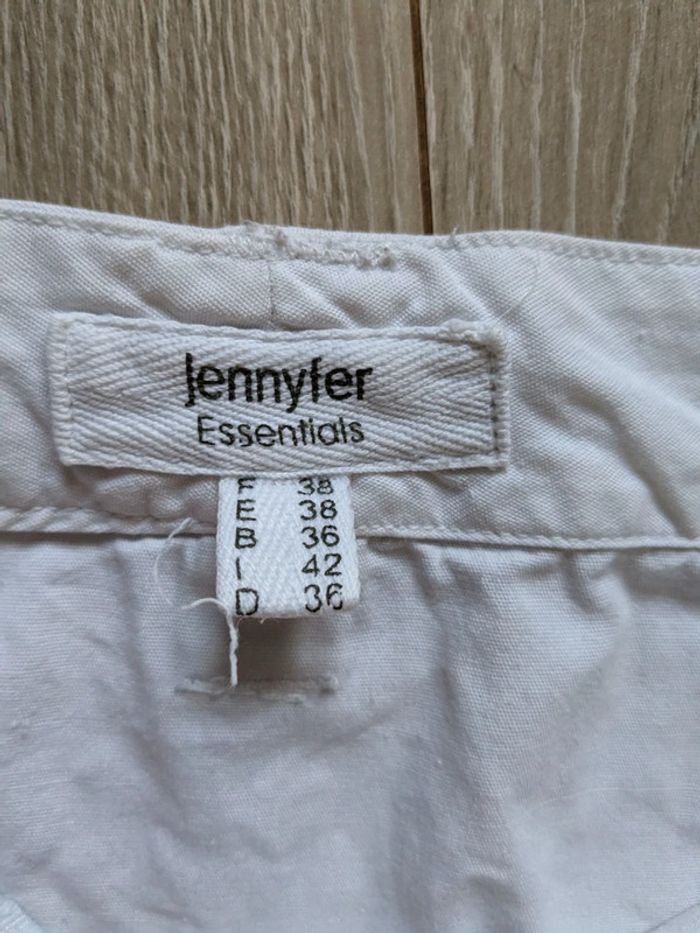 Jennyfer
Essentials
F 38
E 38
B 36
I 42
D 36